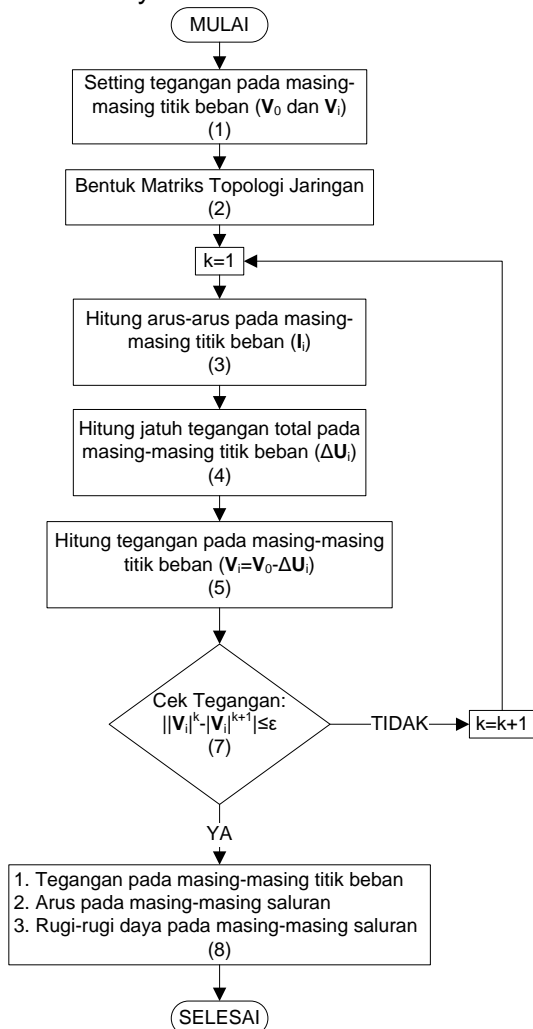 MULAI
Setting tegangan pada masing-
masing titik beban (V₀ dan Vᵢ)
(1)
Bentuk Matriks Topologi Jaringan
(2)
k=1
Hitung arus-arus pada masing-
masing titik beban (Iᵢ)
(3)
Hitung jatuh tegangan total pada
masing-masing titik beban (ΔUᵢ)
(4)
Hitung tegangan pada masing-masing
titik beban (Vᵢ=V₀-ΔUᵢ)
(5)
Cek Tegangan:
||Vᵢ|ᵏ-|Vᵢ|ᵏ⁺¹|≤ε
(7)
TIDAK
k=k+1
YA
1. Tegangan pada masing-masing titik beban
2. Arus pada masing-masing saluran
3. Rugi-rugi daya pada masing-masing saluran
(8)
SELESAI